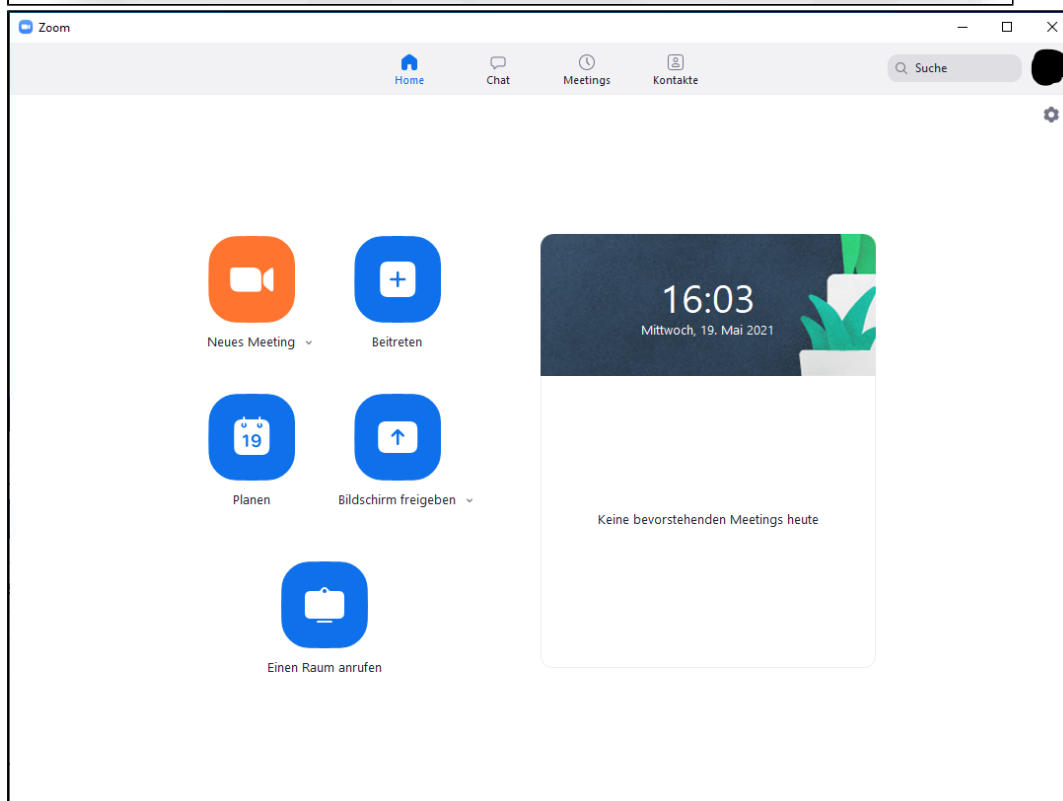 Zoom
Home Chat Meetings Kontakte Suche
16:03
Mittwoch, 19. Mai 2021
Neues Meeting Beitreten
19
Planen Bildschirm freigeben
Keine bevorstehenden Meetings heute
Einen Raum anrufen